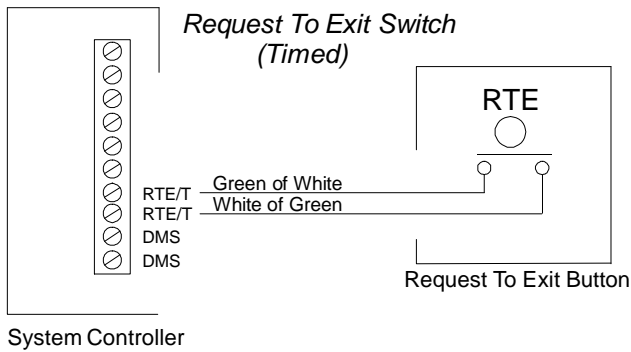 Request To Exit Switch
(Timed)
RTE
RTE/T Green of White
RTE/T White of Green
DMS
DMS
Request To Exit Button
System Controller